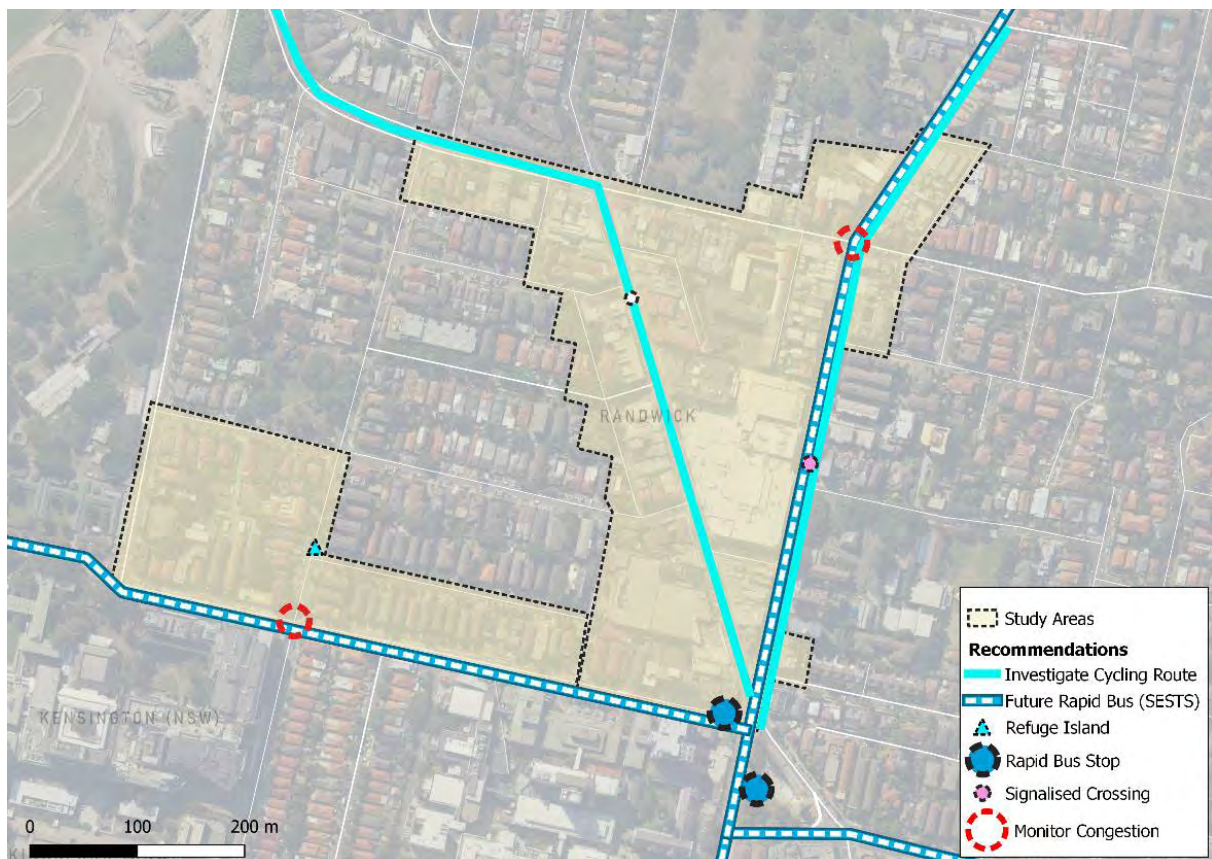 RANDWICK
KENSINGTON (NSW)
0 100 200 m
Study Areas
Recommendations
Investigate Cycling Route
Future Rapid Bus (SESTS)
Refuge Island
Rapid Bus Stop
Signalised Crossing
Monitor Congestion